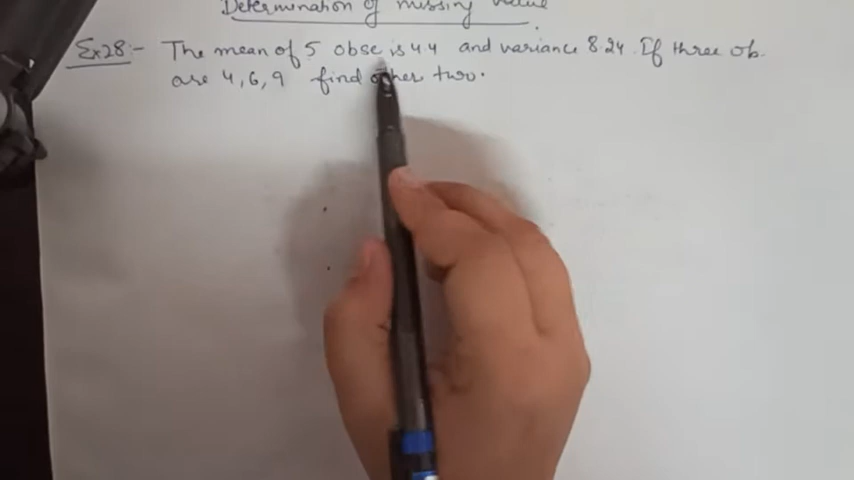 Determination of missing value
Ex28:- The mean of 5 obse is 4.4 and variance 8.24. If three ob.
are 4, 6, 9 find other two.